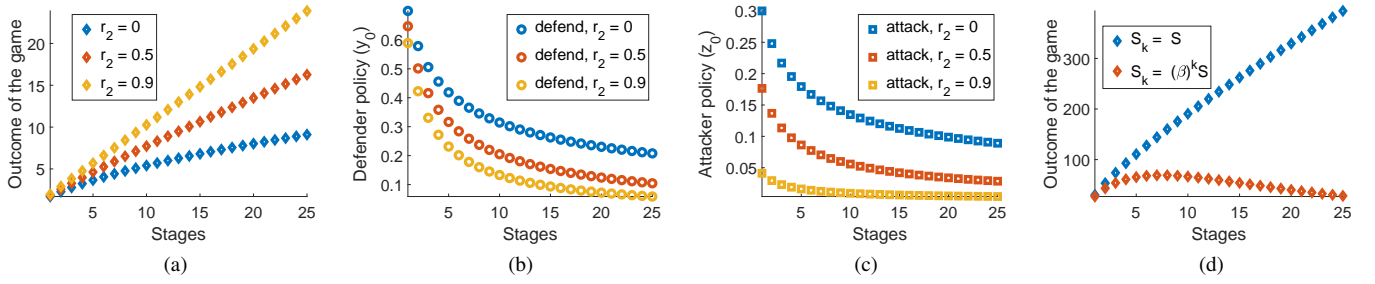 Outcome of the game
20
15
10
5
5 10 15 20 25
Stages
r2 = 0
r2 = 0.5
r2 = 0.9
(a)
Defender policy (y0)
0.6
0.5
0.4
0.3
0.2
0.1
5 10 15 20 25
Stages
defend, r2 = 0
defend, r2 = 0.5
defend, r2 = 0.9
(b)
Attacker policy (z0)
0.3
0.25
0.2
0.15
0.1
0.05
5 10 15 20 25
Stages
attack, r2 = 0
attack, r2 = 0.5
attack, r2 = 0.9
(c)
Outcome of the game
300
200
100
5 10 15 20 25
Stages
Sk = S
Sk = (β)kS
(d)